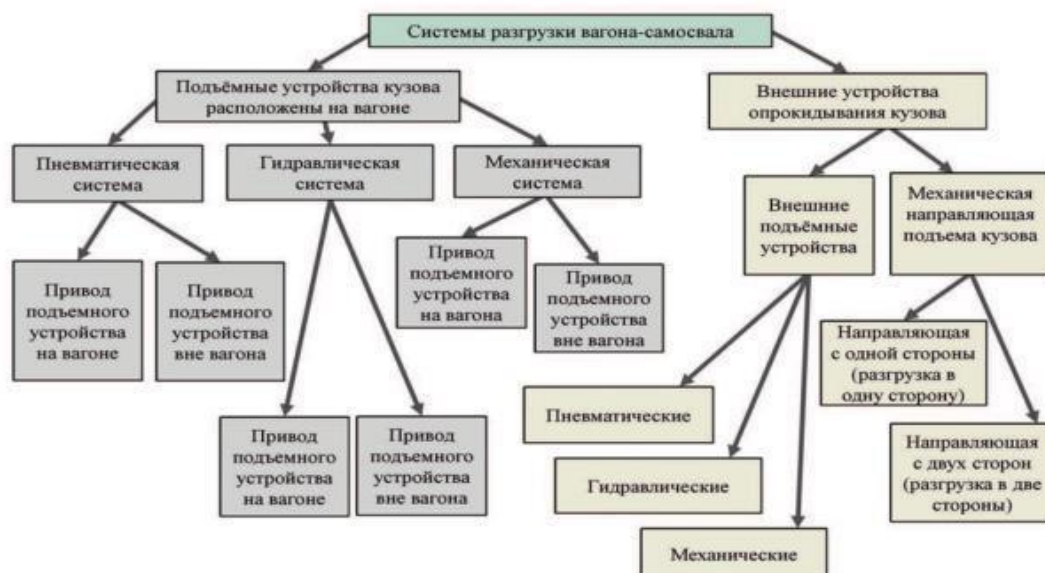 Системы разгрузки вагона-самосвала
Подъёмные устройства кузова
расположены на вагоне
Внешние устройства
опрокидывания кузова
Пневматическая
система
Гидравлическая
система
Механическая
система
Внешние
подъёмные
устройства
Механическая
направляющая
подъема кузова
Привод
подъемного
устройства
на вагоне
Привод
подъемного
устройства
вне вагона
Привод
подъемного
устройства
на вагона
Привод
подъемного
устройства
вне вагона
Направляющая
с одной стороны
(разгрузка в
одну сторону)
Пневматические
Привод
подъемного
устройства
на вагоне
Привод
подъемного
устройства
вне вагона
Гидравлические
Направляющая
с двух сторон
(разгрузка в две
стороны)
Механические